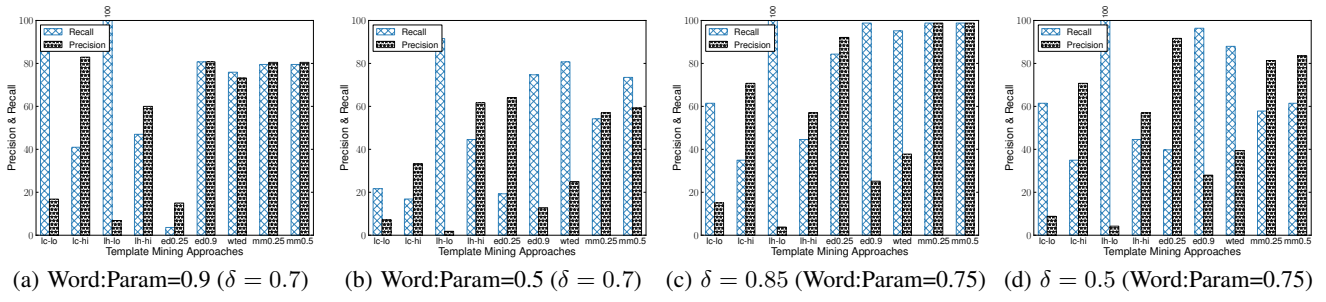 100
Recall
Precision
80
60
40
20
0
Precision & Recall
100
lc-lo lc-hi lh-lo lh-hi ed0.25 ed0.9 wted mm0.25 mm0.5
Template Mining Approaches
(a) Word:Param=0.9 (δ = 0.7)
100
Recall
Precision
80
60
40
20
0
Precision & Recall
lc-lo lc-hi lh-lo lh-hi ed0.25 ed0.9 wted mm0.25 mm0.5
Template Mining Approaches
(b) Word:Param=0.5 (δ = 0.7)
100
Recall
Precision
80
60
40
20
0
Precision & Recall
100
lc-lo lc-hi lh-lo lh-hi ed0.25 ed0.9 wted mm0.25 mm0.5
Template Mining Approaches
(c) δ = 0.85 (Word:Param=0.75)
100
Recall
Precision
80
60
40
20
0
Precision & Recall
100
lc-lo lc-hi lh-lo lh-hi ed0.25 ed0.9 wted mm0.25 mm0.5
Template Mining Approaches
(d) δ = 0.5 (Word:Param=0.75)